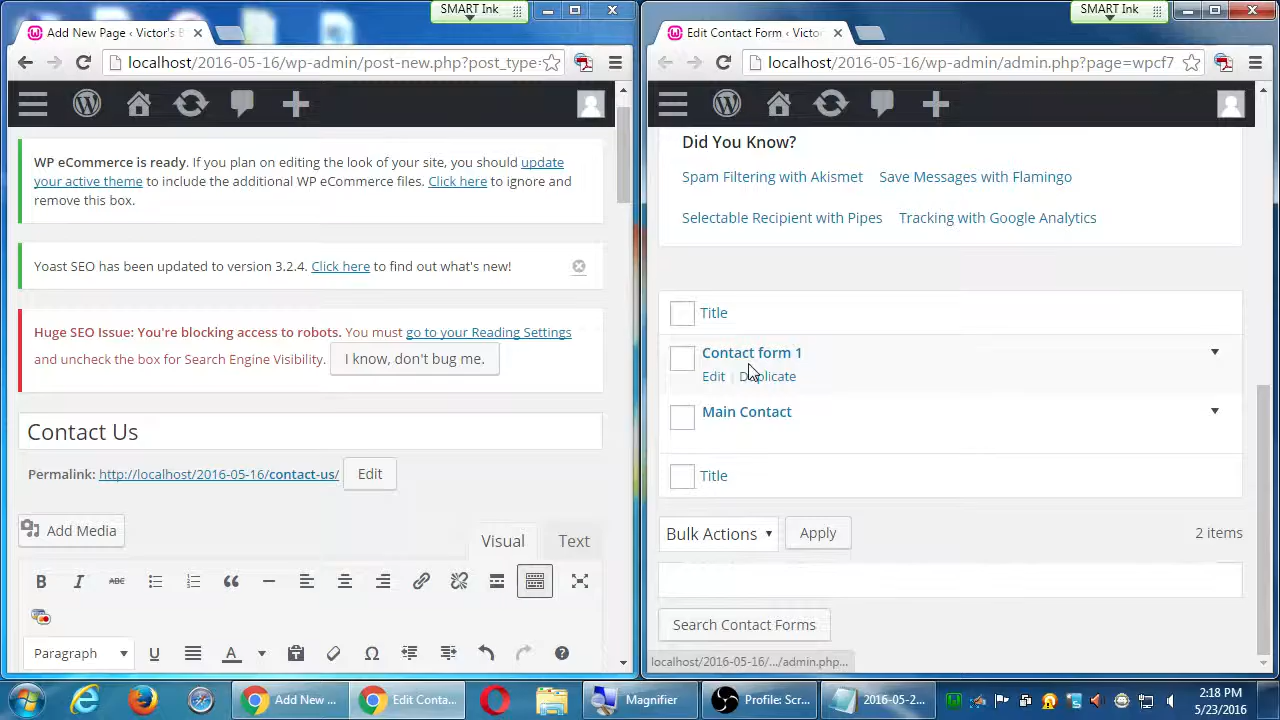 SMART Ink
Add New Page ‹ Victor's
localhost/2016-05-16/wp-admin/post-new.php?post_type=
WP eCommerce is ready. If you plan on editing the look of your site, you should update
your active theme to include the additional WP eCommerce files. Click here to ignore and
remove this box.
Yoast SEO has been updated to version 3.2.4. Click here to find out what's new!
Huge SEO Issue: You're blocking access to robots. You must go to your Reading Settings
and uncheck the box for Search Engine Visibility. I know, don't bug me.
Contact Us
Permalink: http://localhost/2016-05-16/contact-us/ Edit
Add Media
Visual Text
B I ABC
Paragraph U A
SMART Ink
Edit Contact Form ‹ Victor
localhost/2016-05-16/wp-admin/admin.php?page=wpcf7
Did You Know?
Spam Filtering with Akismet Save Messages with Flamingo
Selectable Recipient with Pipes Tracking with Google Analytics
Title
Contact form 1
Edit | Duplicate
Main Contact
Title
Bulk Actions Apply 2 items
Search Contact Forms
localhost/2016-05-16/.../admin.php...
Add New ... Edit Conta... Magnifier Profile: Scr... 2016-05-2... 2:18 PM
5/23/2016